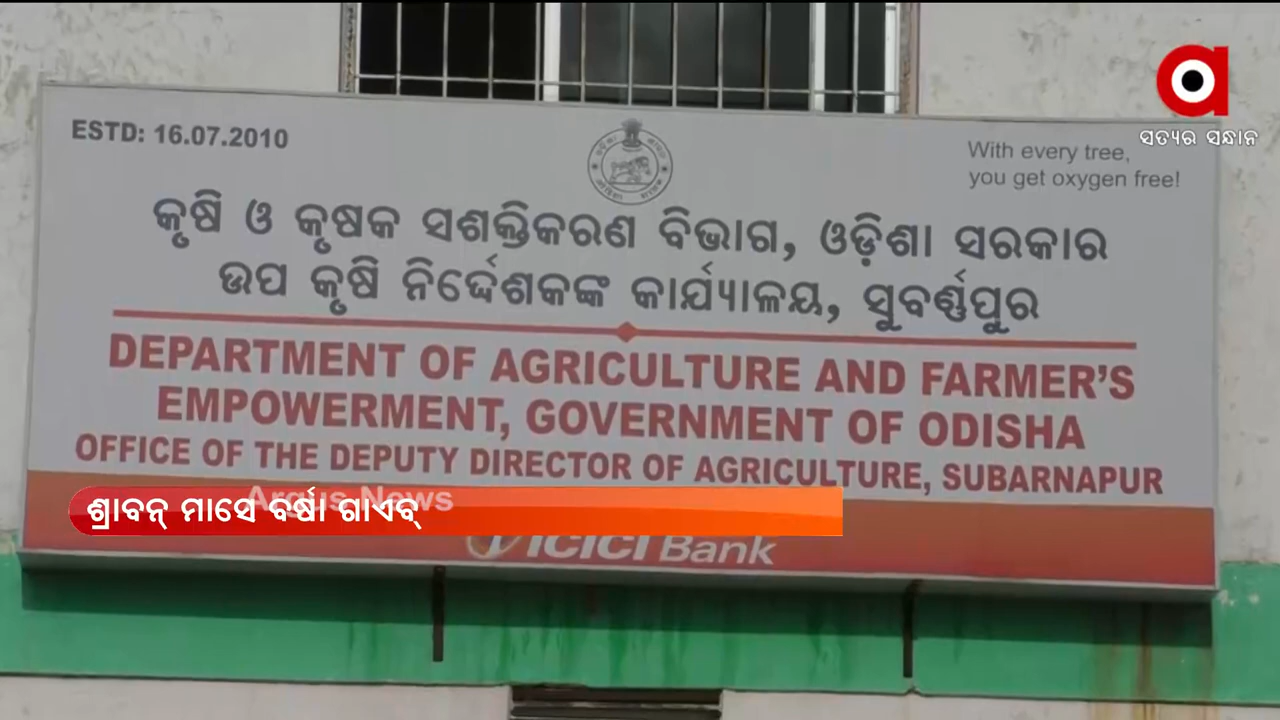 ESTD: 16.07.2010
With every tree,
you get oxygen free!
ସତ୍ୟର ସନ୍ଧାନ
କୃଷି ଓ କୃଷକ ସଶକ୍ତିକରଣ ବିଭାଗ, ଓଡ଼ିଶା ସରକାର
ଉପ କୃଷି ନିର୍ଦ୍ଦେଶକଙ୍କ କାର୍ଯ୍ୟାଳୟ, ସୁବର୍ଣ୍ଣପୁର
DEPARTMENT OF AGRICULTURE AND FARMER'S
EMPOWERMENT, GOVERNMENT OF ODISHA
OFFICE OF THE DEPUTY DIRECTOR OF AGRICULTURE, SUBARNAPUR
Argus News
ଶ୍ରାବନ୍ ମାସେ ବର୍ଷା ଗାଏବ୍
ICICI Bank